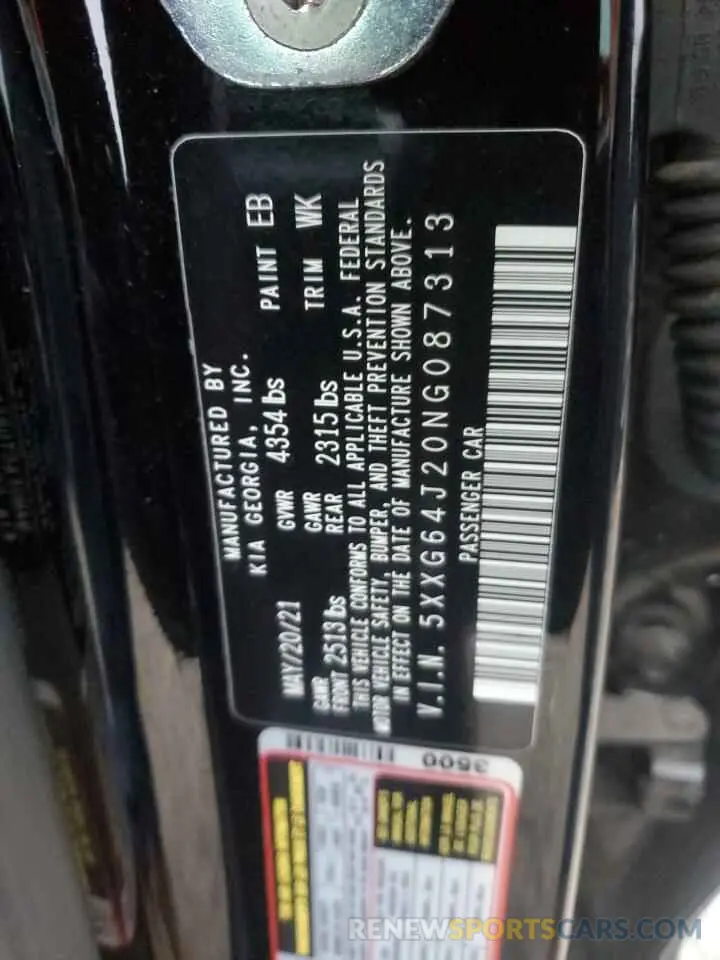 MANUFACTURED BY
KIA GEORGIA, INC.
MAY/20/21 GVWR 4354 lbs PAINT EB
GAWR GAWR
FRONT 2513 lbs REAR 2315 lbs TRIM WK
THIS VEHICLE CONFORMS TO ALL APPLICABLE U.S.A. FEDERAL
MOTOR VEHICLE SAFETY, BUMPER, AND THEFT PREVENTION STANDARDS
IN EFFECT ON THE DATE OF MANUFACTURE SHOWN ABOVE.
V.I.N. 5XXG64J20NG087313
PASSENGER CAR
3500
RENEWSPORTSCARS.COM